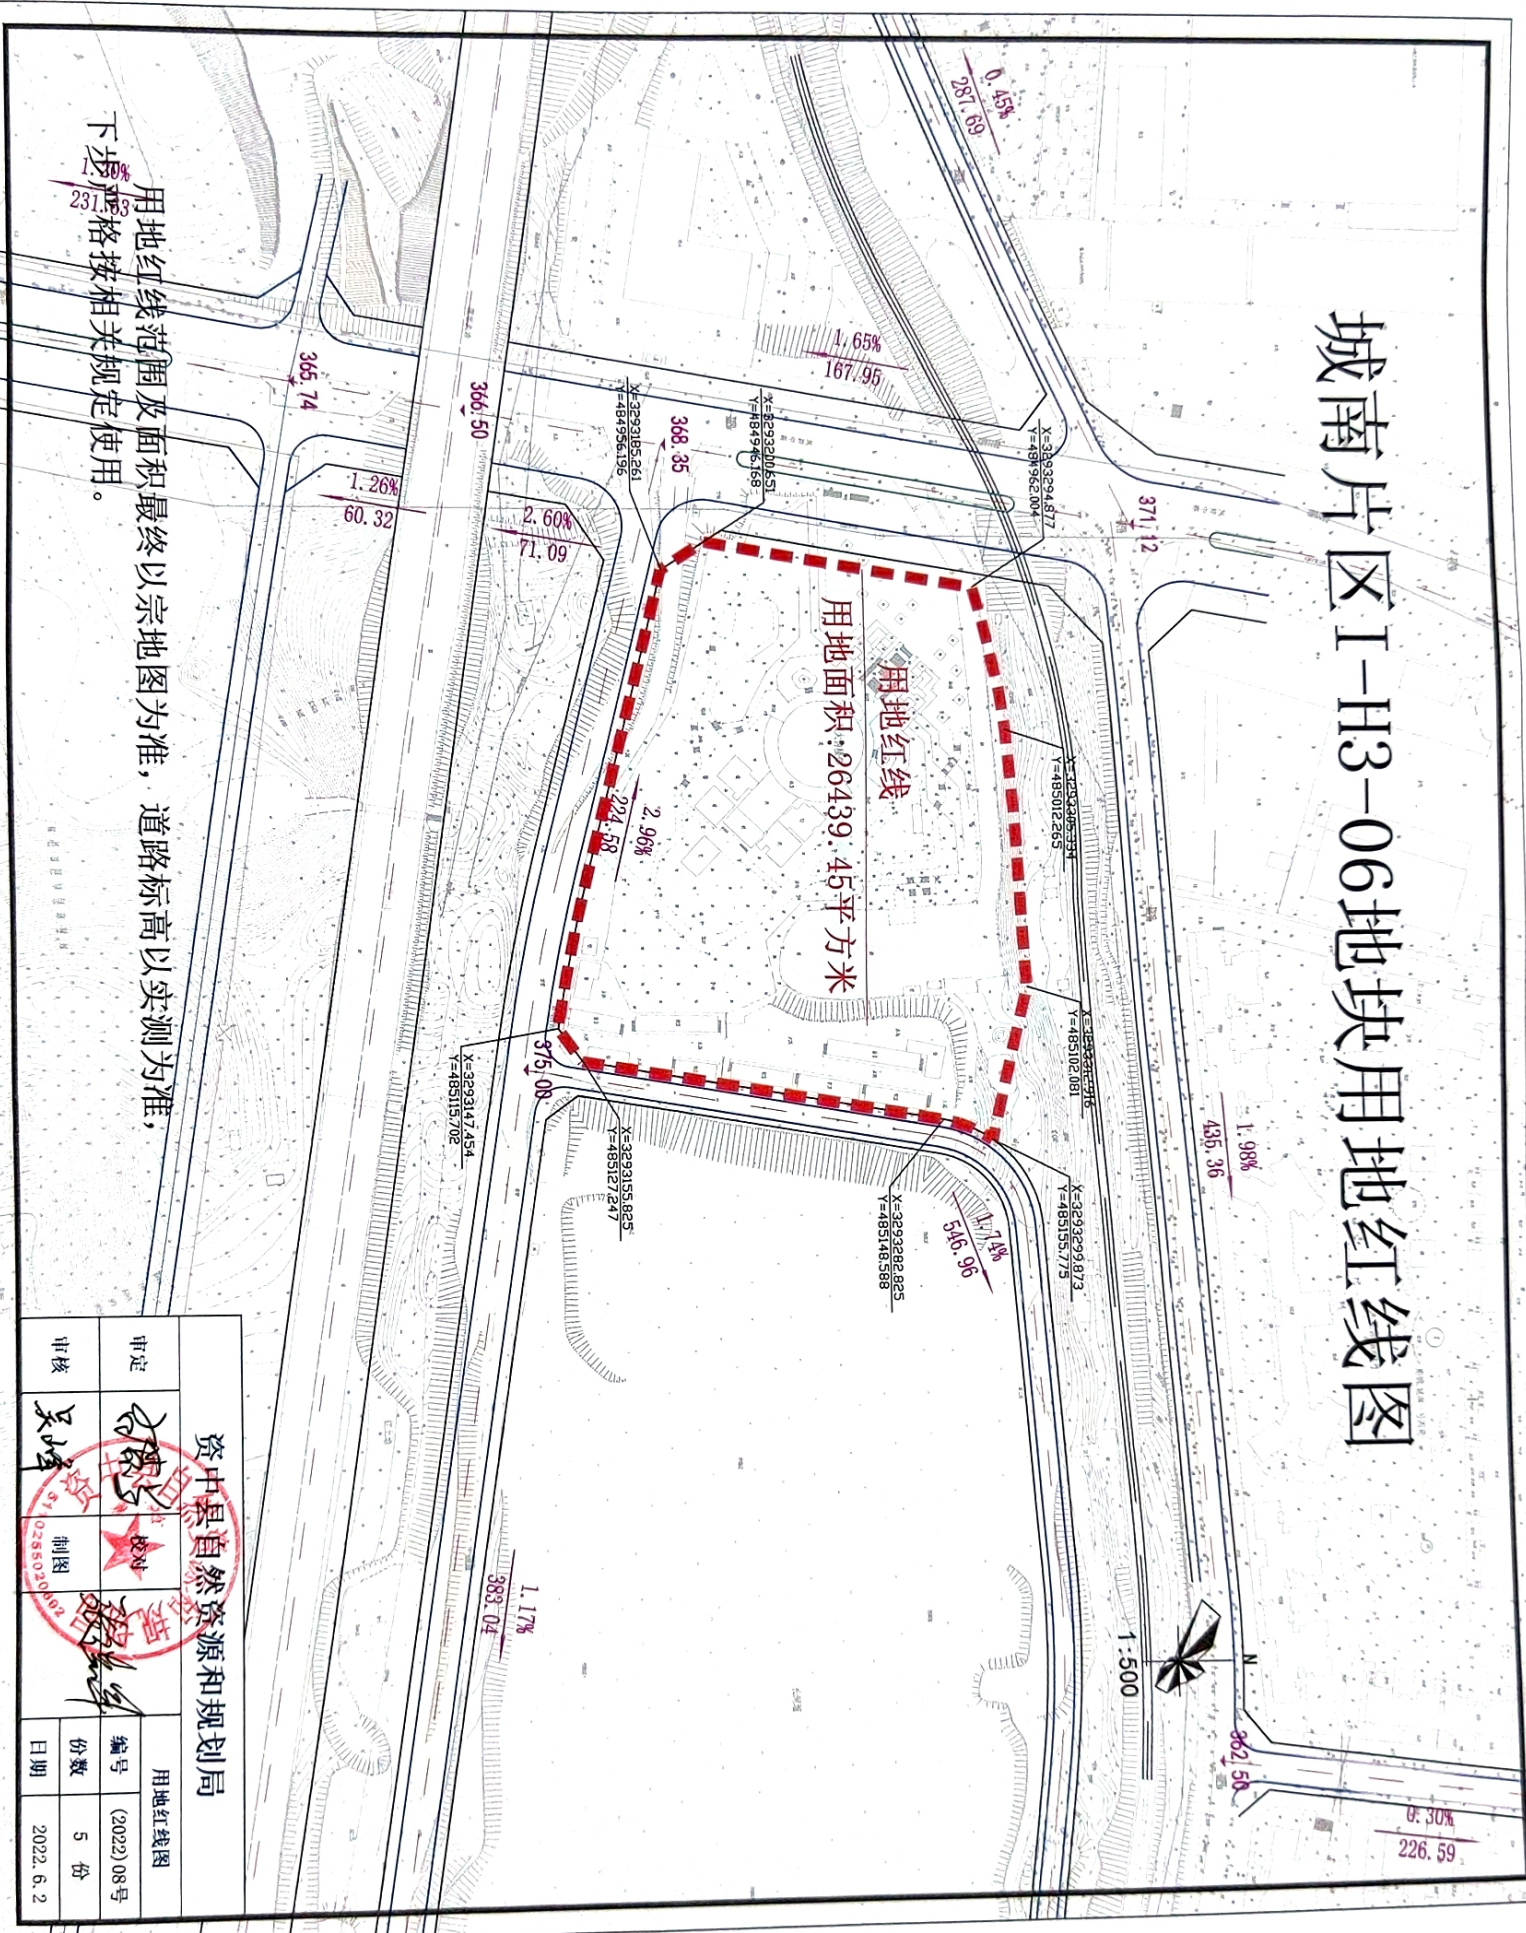 城南片区I-H3-06地块用地红线图
0.45%
287.69
1.65%
167.95
371.12
368.35
366.50
365.74
1.26%
60.32
2.60%
71.09
231.63
X=3293185.261
Y=484956.196
X=3293200.651
Y=484946.168
X=3293294.877
Y=484962.004
X=3293305.334
Y=485012.265
X=3293312.916
Y=485102.081
X=3293299.873
Y=485155.775
X=3293282.825
Y=485148.588
X=3293155.825
Y=485127.247
X=3293147.454
Y=485115.702
用地红线
用地面积:26439.45平方米
2.96%
224.58
375.00
1.98%
435.36
1.74%
546.96
1.17%
383.04
N
1:500
362.50
0.30%
226.59
用地红线范围及面积最终以宗地图为准，道路标高以实测为准，
下步严格按相关规定使用。
资中县自然资源和规划局
用地红线图
审定
校对
编号 (2022)08号
审核 吴峰
制图
份数 5 份
日期 2022.6.2
5110255020602